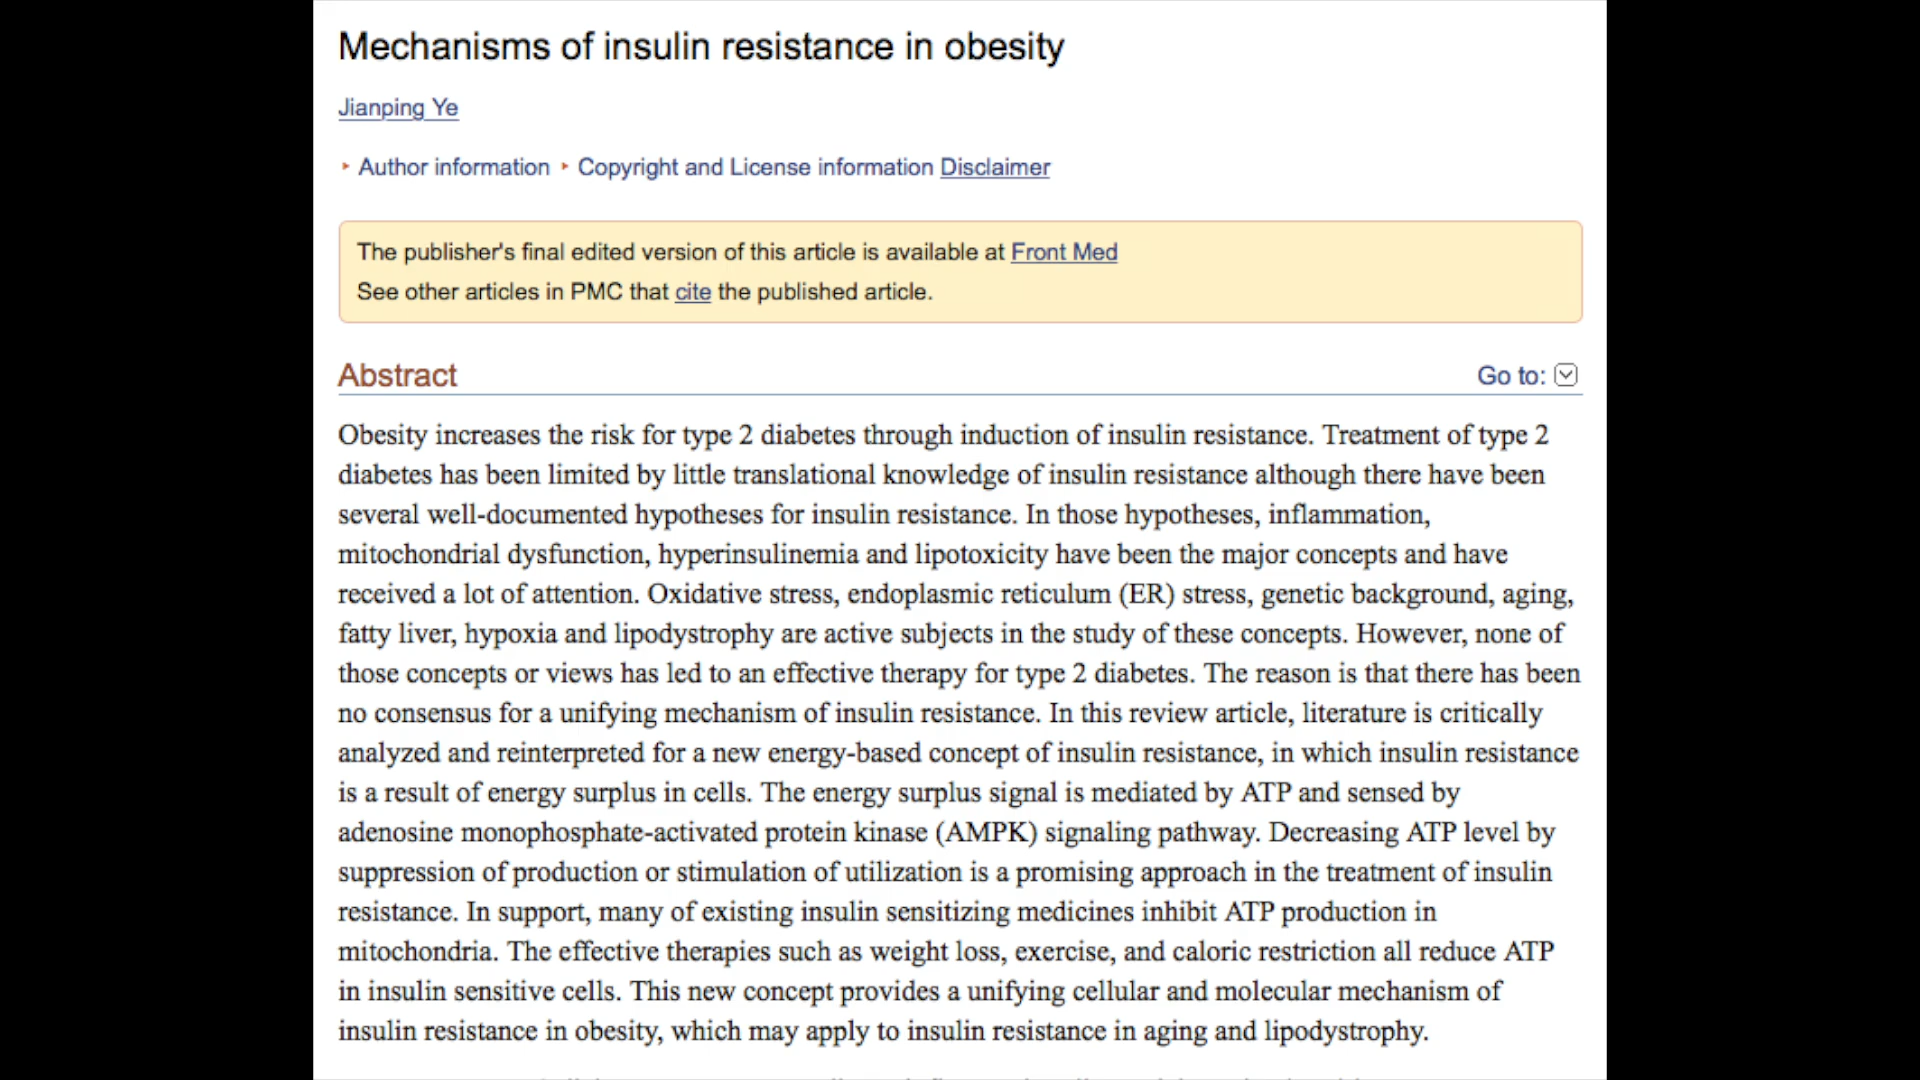 Mechanisms of insulin resistance in obesity
Jianping Ye
‣ Author information ‣ Copyright and License information Disclaimer
The publisher's final edited version of this article is available at Front Med
See other articles in PMC that cite the published article.
Abstract
Go to:
Obesity increases the risk for type 2 diabetes through induction of insulin resistance. Treatment of type 2
diabetes has been limited by little translational knowledge of insulin resistance although there have been
several well-documented hypotheses for insulin resistance. In those hypotheses, inflammation,
mitochondrial dysfunction, hyperinsulinemia and lipotoxicity have been the major concepts and have
received a lot of attention. Oxidative stress, endoplasmic reticulum (ER) stress, genetic background, aging,
fatty liver, hypoxia and lipodystrophy are active subjects in the study of these concepts. However, none of
those concepts or views has led to an effective therapy for type 2 diabetes. The reason is that there has been
no consensus for a unifying mechanism of insulin resistance. In this review article, literature is critically
analyzed and reinterpreted for a new energy-based concept of insulin resistance, in which insulin resistance
is a result of energy surplus in cells. The energy surplus signal is mediated by ATP and sensed by
adenosine monophosphate-activated protein kinase (AMPK) signaling pathway. Decreasing ATP level by
suppression of production or stimulation of utilization is a promising approach in the treatment of insulin
resistance. In support, many of existing insulin sensitizing medicines inhibit ATP production in
mitochondria. The effective therapies such as weight loss, exercise, and caloric restriction all reduce ATP
in insulin sensitive cells. This new concept provides a unifying cellular and molecular mechanism of
insulin resistance in obesity, which may apply to insulin resistance in aging and lipodystrophy.